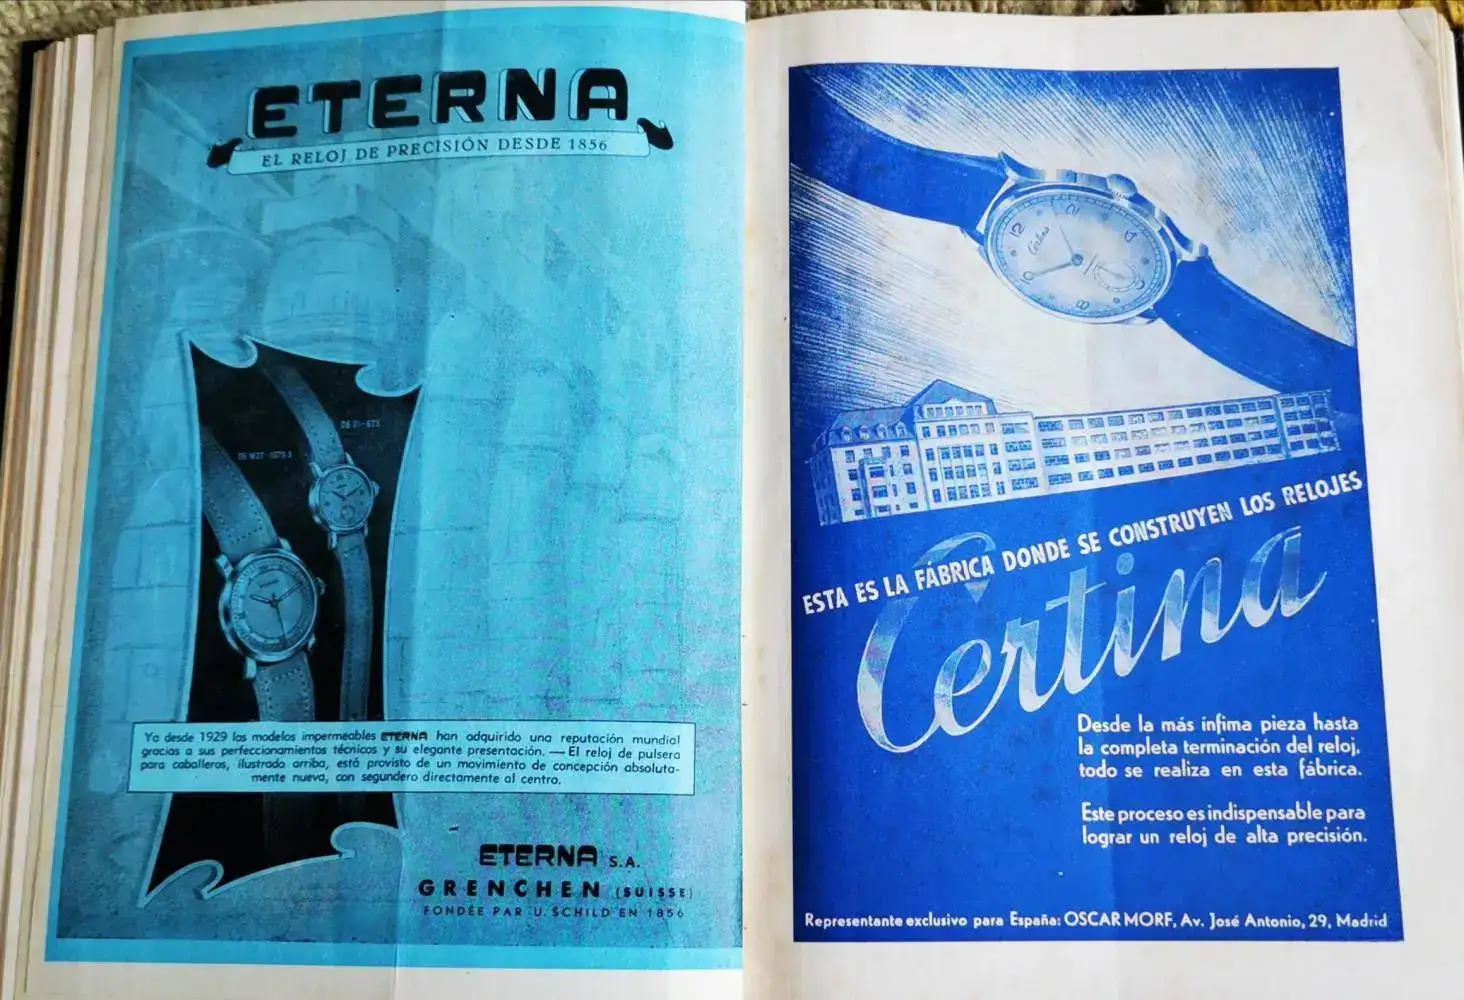 ETERNA
EL RELOJ DE PRECISIÓN DESDE 1856
Ya desde 1929 los modelos impermeables ETERNA han adquirido una reputación mundial
gracias a sus perfeccionamientos técnicos y su elegante presentación. — El reloj de pulsera
para caballeros, ilustrado arriba, está provisto de un movimiento de concepción absoluta-
mente nueva, con segundero directamente al centro.
ETERNA S.A.
GRENCHEN (SUISSE)
FONDÉE PAR U. SCHILD EN 1856
12
2
10
8
Certina
ESTA ES LA FÁBRICA DONDE SE CONSTRUYEN LOS RELOJES
Certina
Desde la más ínfima pieza hasta
la completa terminación del reloj,
todo se realiza en esta fábrica.
Este proceso es indispensable para
lograr un reloj de alta precisión.
Representante exclusivo para España: OSCAR MORF, Av. José Antonio, 29, Madrid